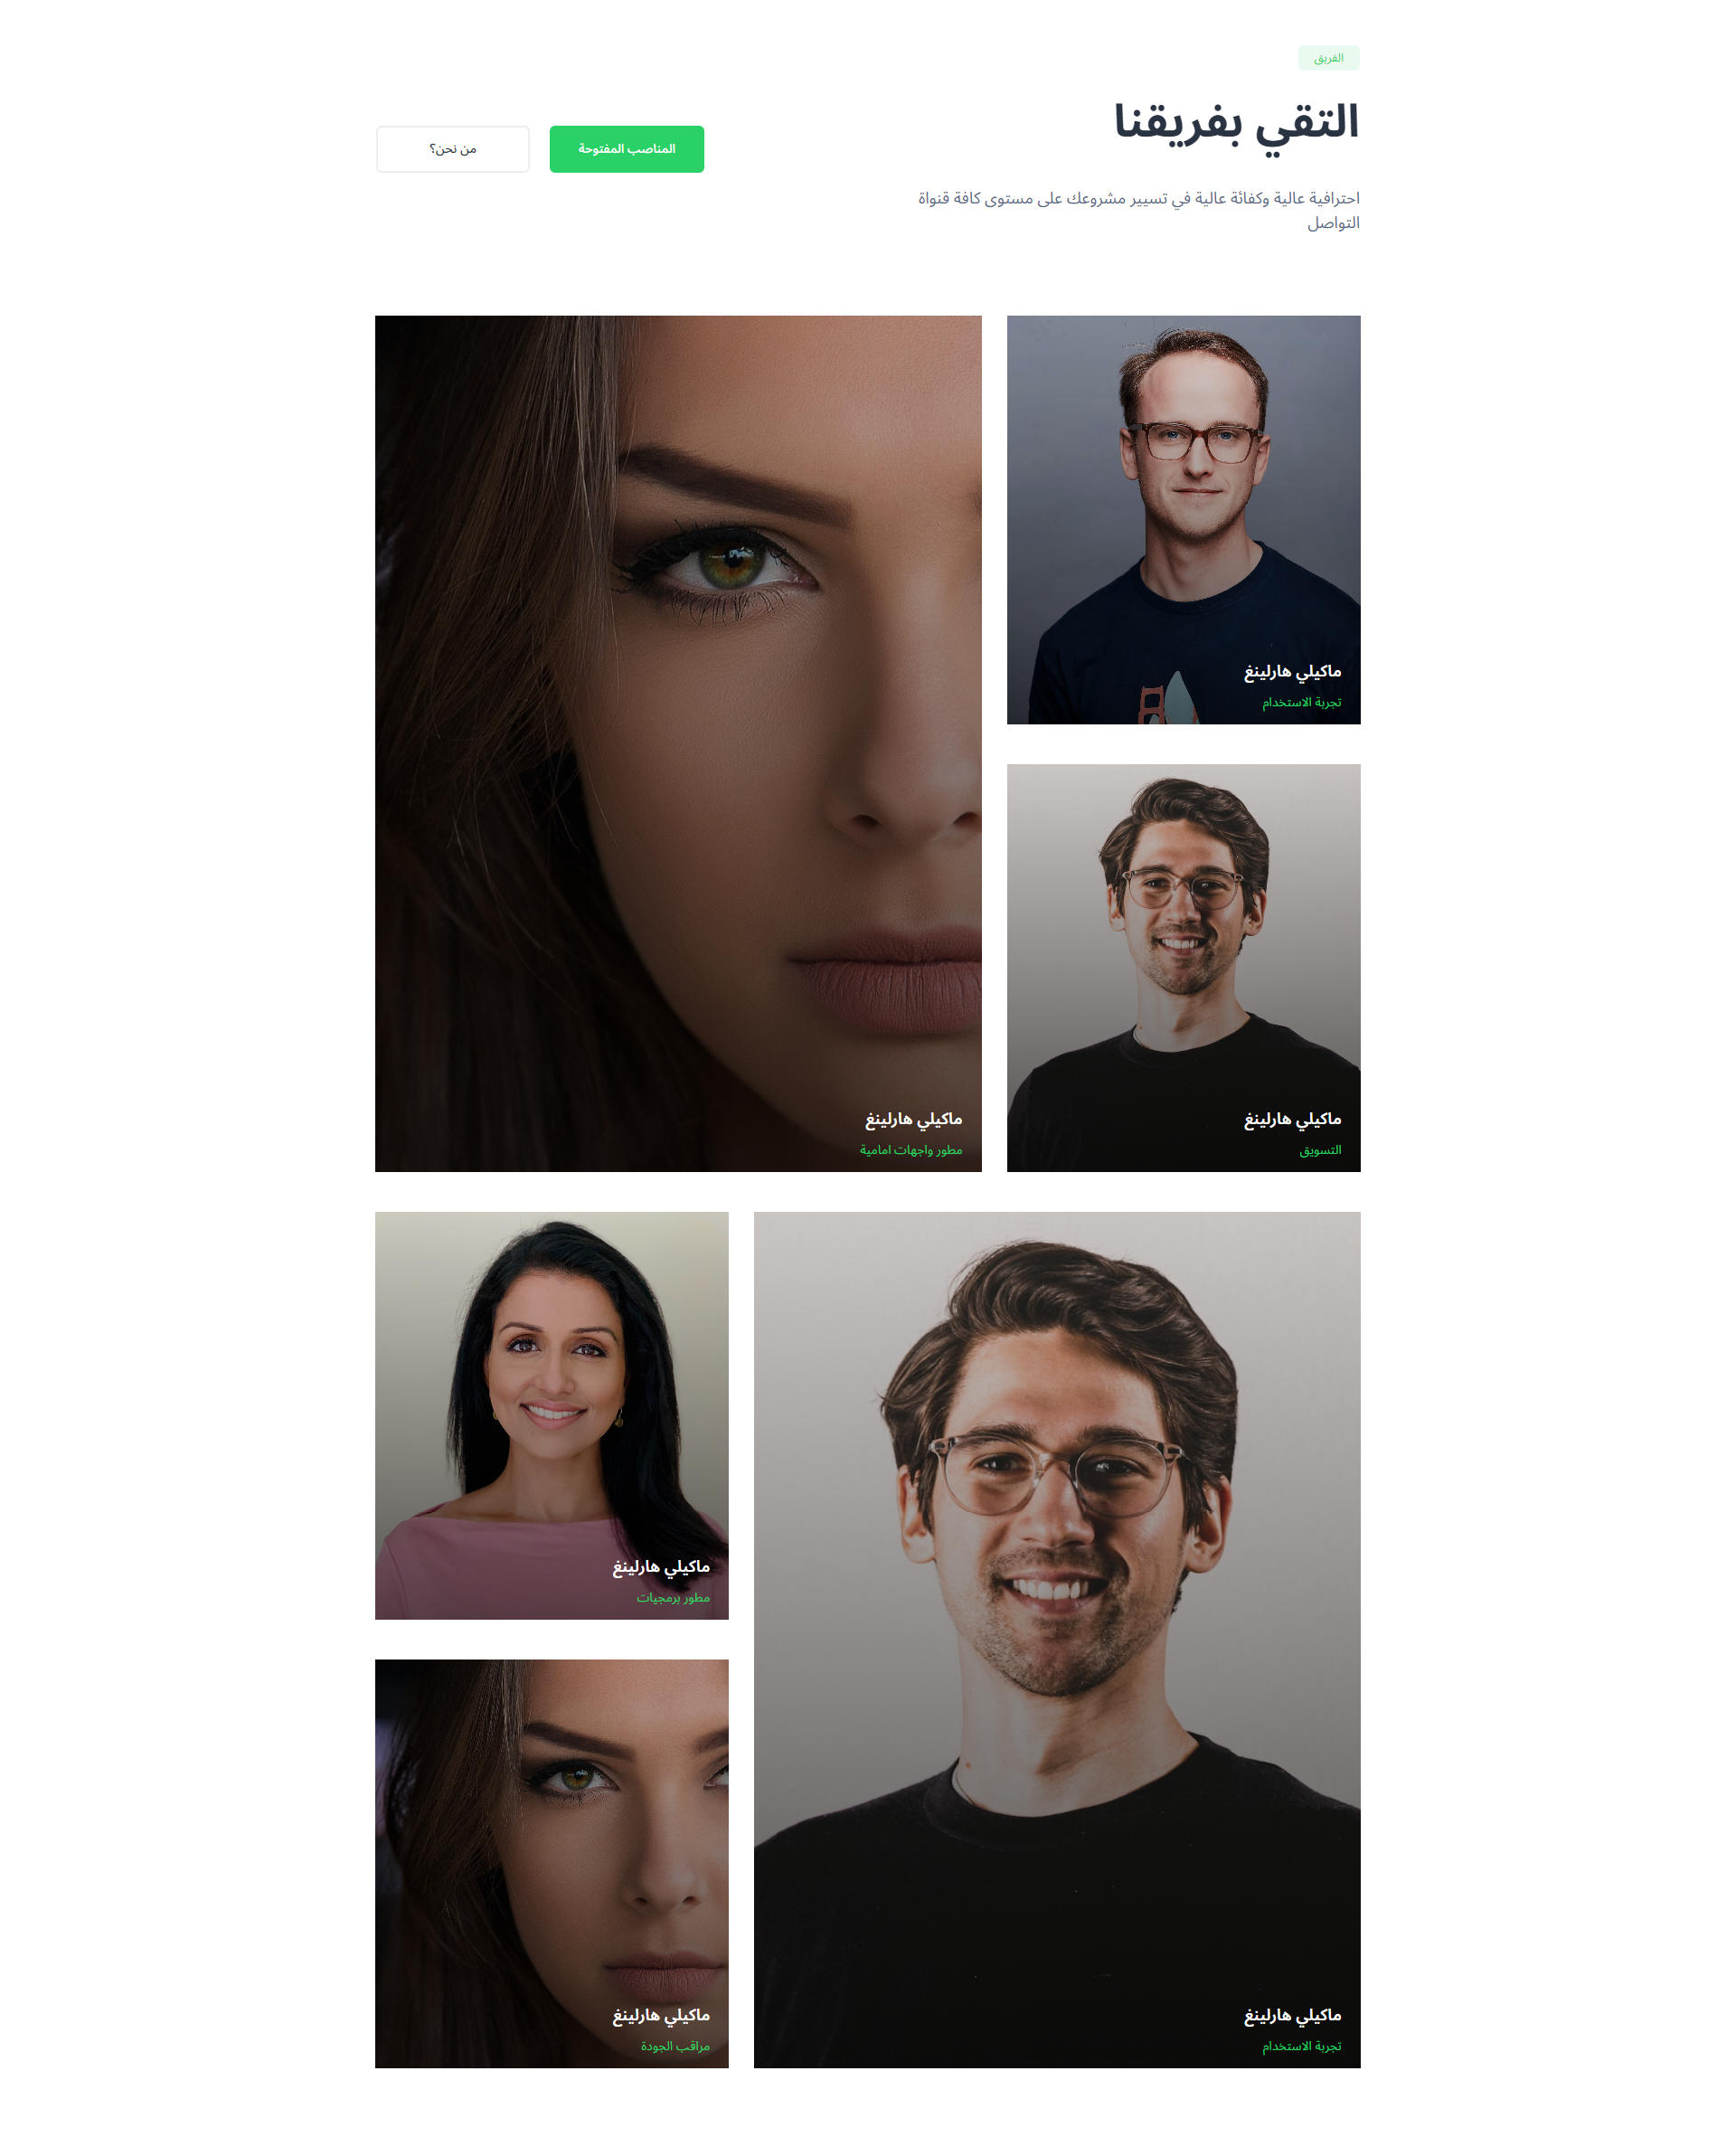 الفريق
التقي بفريقنا
احترافية عالية وكفائة عالية في تسيير مشروعك على مستوى كافة قنواة
التواصل
المناصب المفتوحة
من نحن؟
ماكيلي هارلينغ
تجربة الاستخدام
ماكيلي هارلينغ
مطور واجهات امامية
ماكيلي هارلينغ
التسويق
ماكيلي هارلينغ
تجربة الاستخدام
ماكيلي هارلينغ
مطور برمجيات
ماكيلي هارلينغ
مراقب الجودة